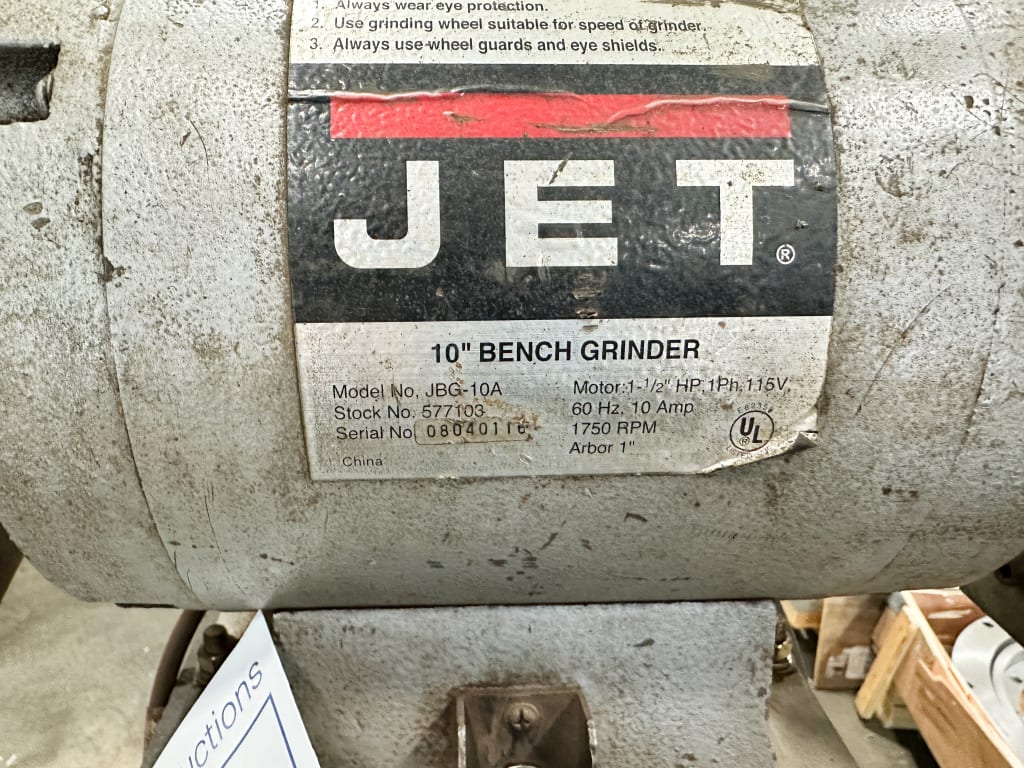 1. Always wear eye protection.
2. Use grinding wheel suitable for speed of grinder.
3. Always use wheel guards and eye shields.
JET®
10" BENCH GRINDER
Model No. JBG-10A
Stock No. 577103
Serial No. 08040116
China
Motor:1-1/2" HP,1Ph,115V,
60 Hz, 10 Amp
1750 RPM
Arbor 1"
UL
®